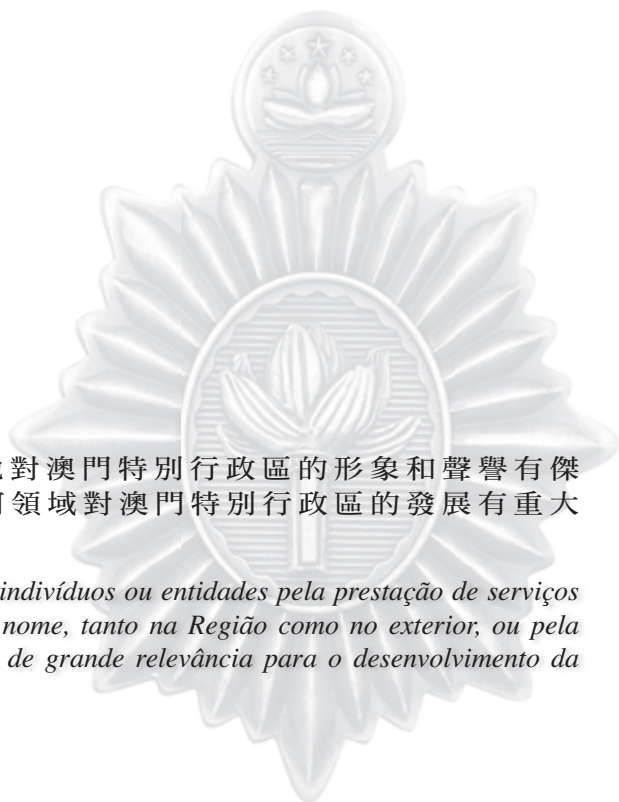 對澳門特別行政區的形象和聲譽有傑
領域對澳門特別行政區的發展有重大
indivíduos ou entidades pela prestação de serviços
nome, tanto na Região como no exterior, ou pela
de grande relevância para o desenvolvimento da